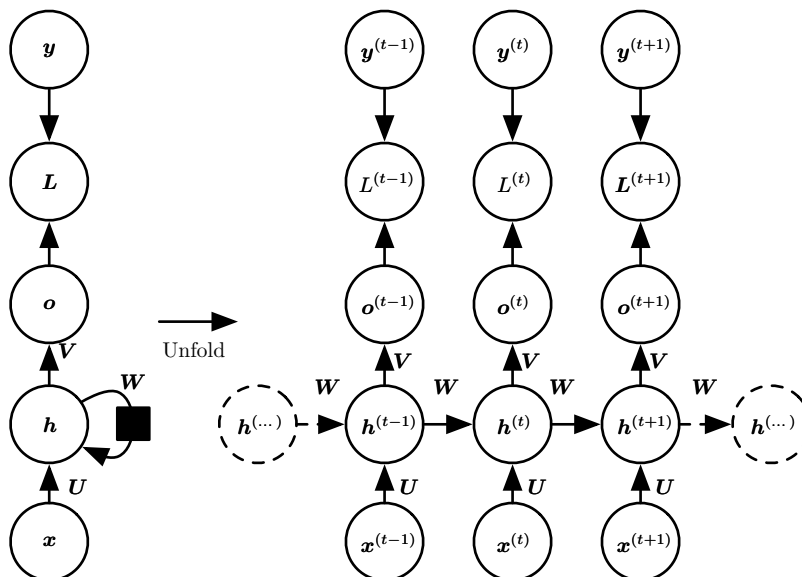 y y^(t−1) y^(t) y^(t+1)
L L^(t−1) L^(t) L^(t+1)
o o^(t−1) o^(t) o^(t+1)
Unfold
V V V V
W W W W W
h h^(...) h^(t−1) h^(t) h^(t+1) h^(...)
U U U U
x x^(t−1) x^(t) x^(t+1)